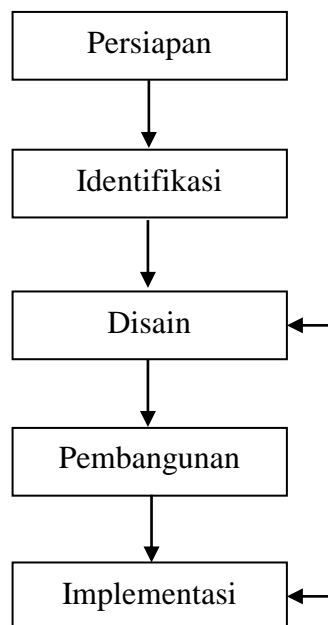 Persiapan
Identifikasi
Disain
Pembangunan
Implementasi